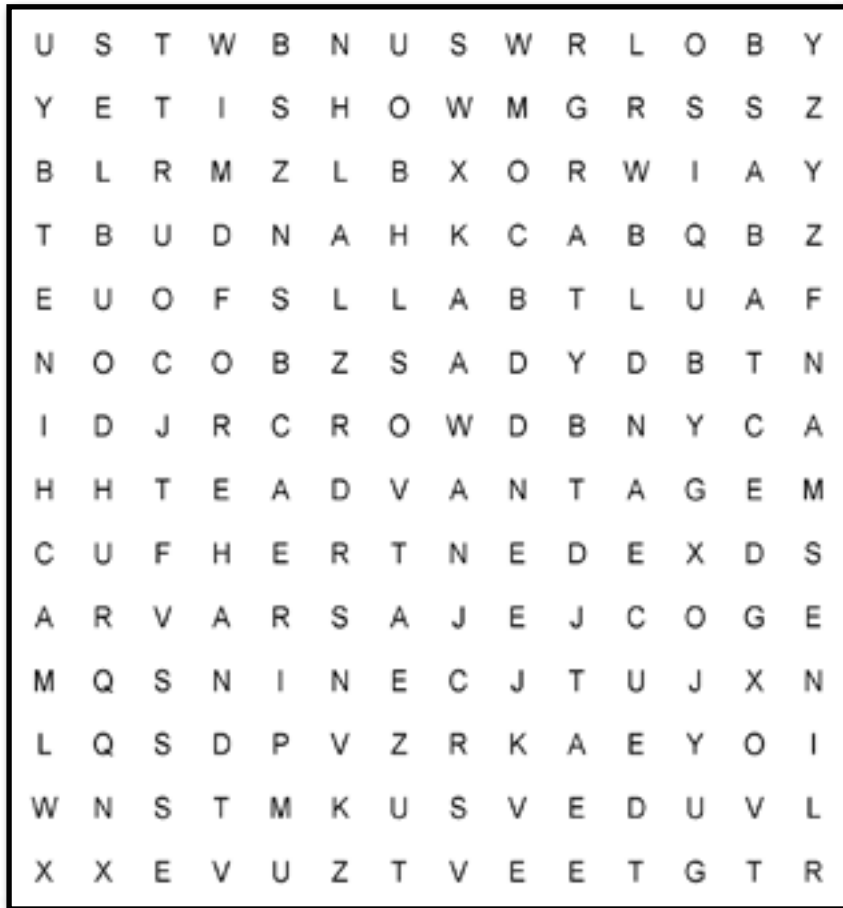 U S T W B N U S W R L O B Y
Y E T I S H O W M G R S S Z
B L R M Z L B X O R W I A Y
T B U D N A H K C A B Q B Z
E U O F S L L A B T L U A F
N O C O B Z S A D Y D B T N
I D J R C R O W D B N Y C A
H H T E A D V A N T A G E M
C U F H E R T N E D E X D S
A R V A R S A J E J C O G E
M Q S N I N E C J T U J X N
L Q S D P V Z R K A E Y O I
W N S T M K U S V E D U V L
X X E V U Z T V E E T G T R